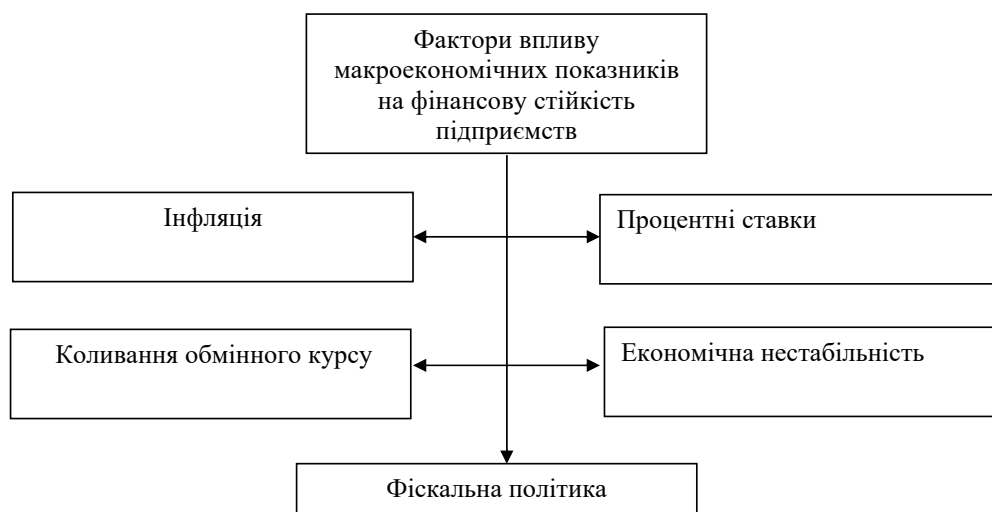 Фактори впливу
макроекономічних показників
на фінансову стійкість
підприємств
Інфляція
Процентні ставки
Коливання обмінного курсу
Економічна нестабільність
Фіскальна політика